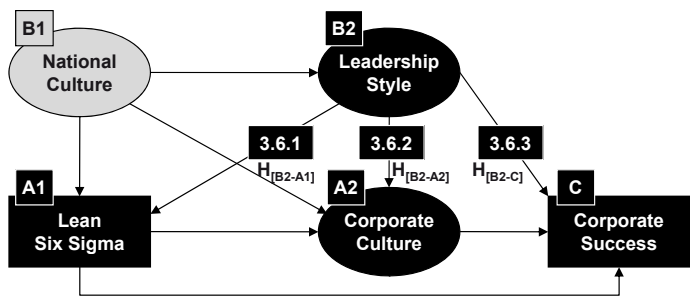 B1
B2
National
Culture
Leadership
Style
3.6.1
3.6.2
3.6.3
H[B2-A1]
H[B2-A2]
H[B2-C]
A1
A2
C
Lean
Six Sigma
Corporate
Culture
Corporate
Success